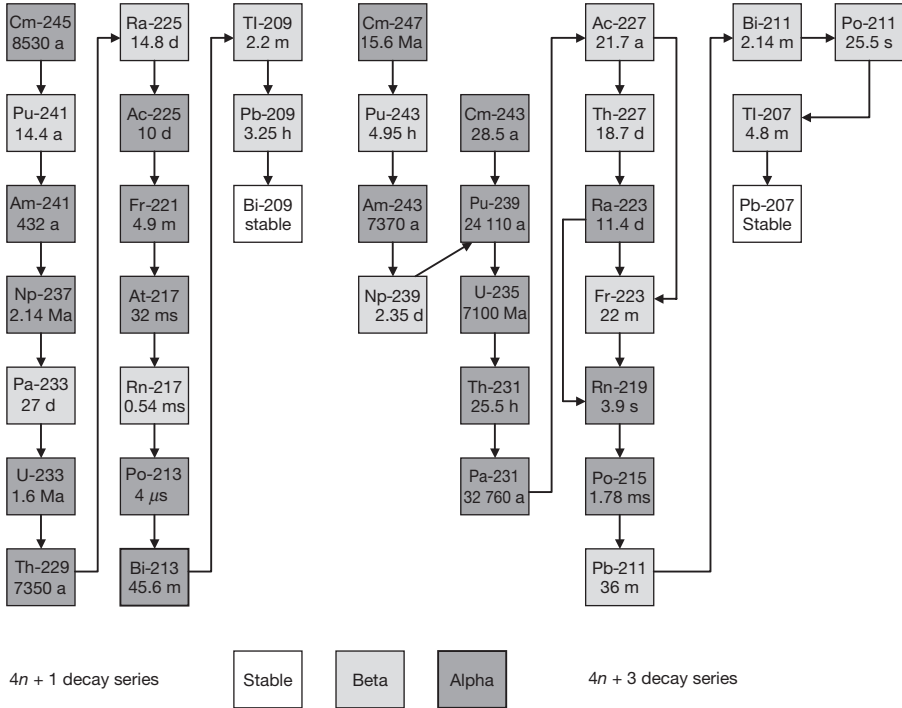 Cm-245
8530 a
Pu-241
14.4 a
Am-241
432 a
Np-237
2.14 Ma
Pa-233
27 d
U-233
1.6 Ma
Th-229
7350 a
Ra-225
14.8 d
Ac-225
10 d
Fr-221
4.9 m
At-217
32 ms
Rn-217
0.54 ms
Po-213
4 μs
Bi-213
45.6 m
Tl-209
2.2 m
Pb-209
3.25 h
Bi-209
stable
Cm-247
15.6 Ma
Pu-243
4.95 h
Am-243
7370 a
Np-239
2.35 d
Cm-243
28.5 a
Pu-239
24 110 a
U-235
7100 Ma
Th-231
25.5 h
Pa-231
32 760 a
Ac-227
21.7 a
Th-227
18.7 d
Ra-223
11.4 d
Fr-223
22 m
Rn-219
3.9 s
Po-215
1.78 ms
Pb-211
36 m
Bi-211
2.14 m
Po-211
25.5 s
Tl-207
4.8 m
Pb-207
Stable
4n + 1 decay series
Stable
Beta
Alpha
4n + 3 decay series